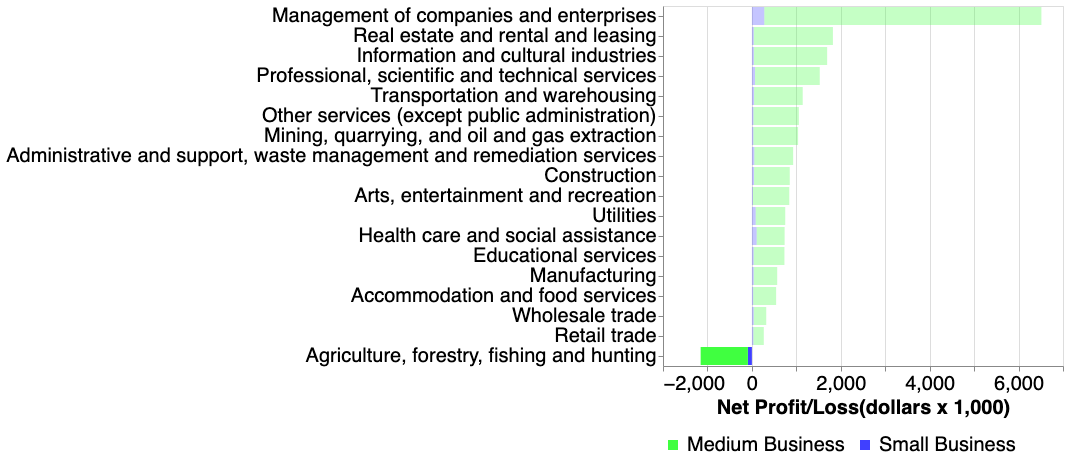 Management of companies and enterprises
Real estate and rental and leasing
Information and cultural industries
Professional, scientific and technical services
Transportation and warehousing
Other services (except public administration)
Mining, quarrying, and oil and gas extraction
Administrative and support, waste management and remediation services
Construction
Arts, entertainment and recreation
Utilities
Health care and social assistance
Educational services
Manufacturing
Accommodation and food services
Wholesale trade
Retail trade
Agriculture, forestry, fishing and hunting
−2,000 0 2,000 4,000 6,000
Net Profit/Loss(dollars x 1,000)
Medium Business Small Business